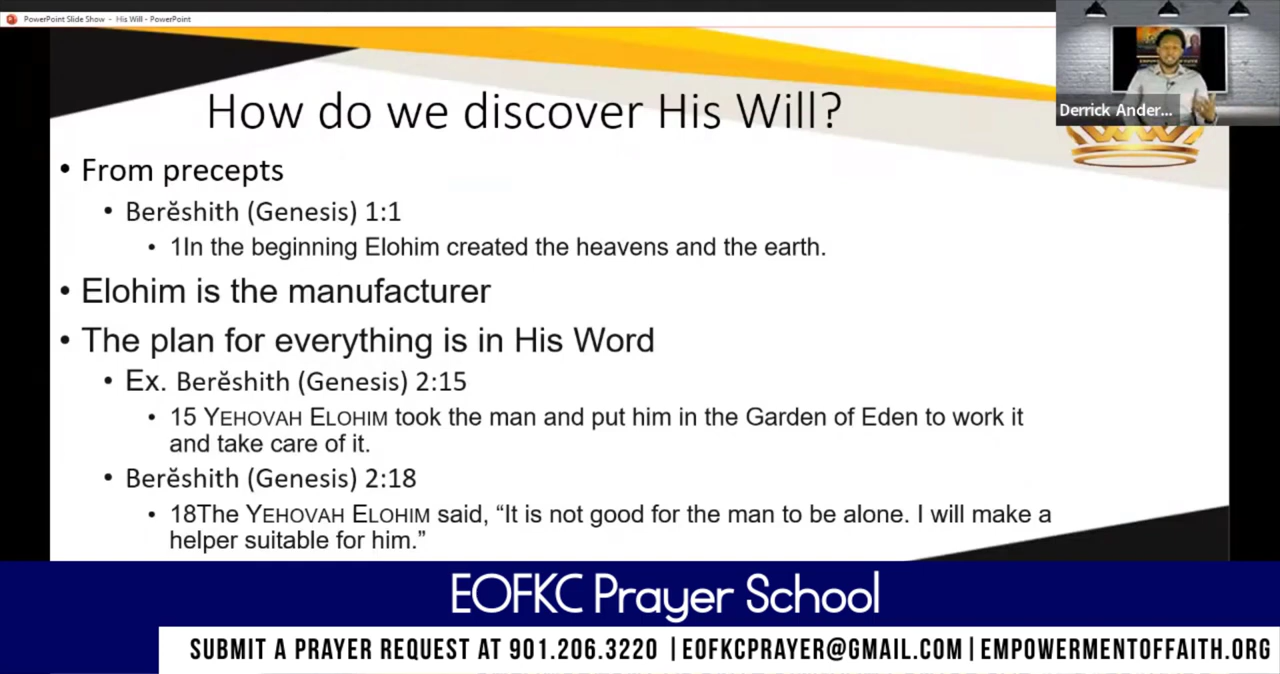 PowerPoint Slide Show - His Will - PowerPoint
Derrick Ander...
How do we discover His Will?
• From precepts
• Berĕshith (Genesis) 1:1
• 1In the beginning Elohim created the heavens and the earth.
• Elohim is the manufacturer
• The plan for everything is in His Word
• Ex. Berĕshith (Genesis) 2:15
• 15 YEHOVAH ELOHIM took the man and put him in the Garden of Eden to work it
and take care of it.
• Berĕshith (Genesis) 2:18
• 18The YEHOVAH ELOHIM said, “It is not good for the man to be alone. I will make a
helper suitable for him.”
EOFKC Prayer School
SUBMIT A PRAYER REQUEST AT 901.206.3220 | EOFKCPRAYER@GMAIL.COM | EMPOWERMENTOFFAITH.ORG